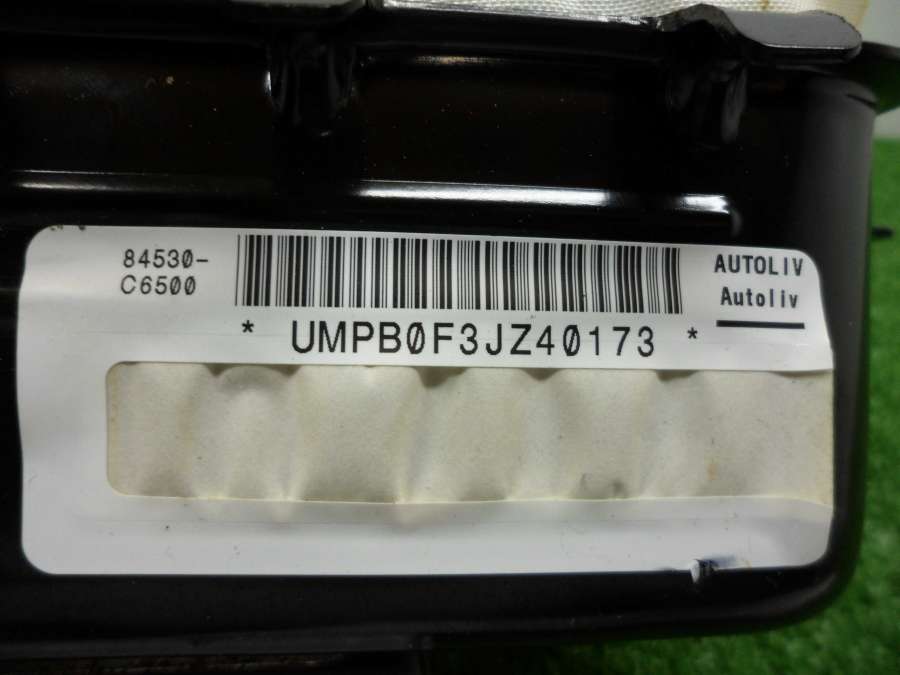 84530-
C6500
AUTOLIV
Autoliv
* UMPB0F3JZ40173 *